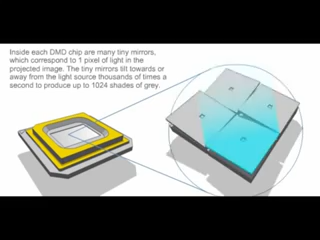 Inside each DMD chip are many tiny mirrors,
which correspond to 1 pixel of light in the
projected image. The tiny mirrors tilt towards or
away from the light source thousands of times a
second to produce up to 1024 shades of grey.